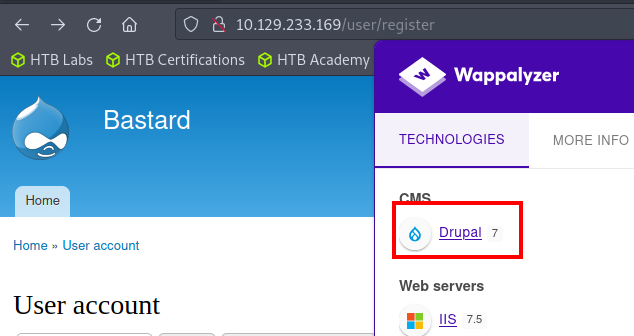 10.129.233.169/user/register
HTB Labs HTB Certifications HTB Academy
Wappalyzer
Bastard
TECHNOLOGIES MORE INFO
Home
CMS
Drupal 7
Home » User account
Web servers
User account
IIS 7.5